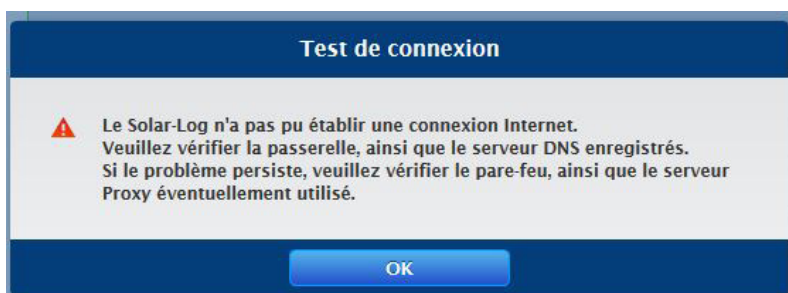 Test de connexion
Le Solar-Log n'a pas pu établir une connexion Internet.
Veuillez vérifier la passerelle, ainsi que le serveur DNS enregistrés.
Si le problème persiste, veuillez vérifier le pare-feu, ainsi que le serveur
Proxy éventuellement utilisé.
OK